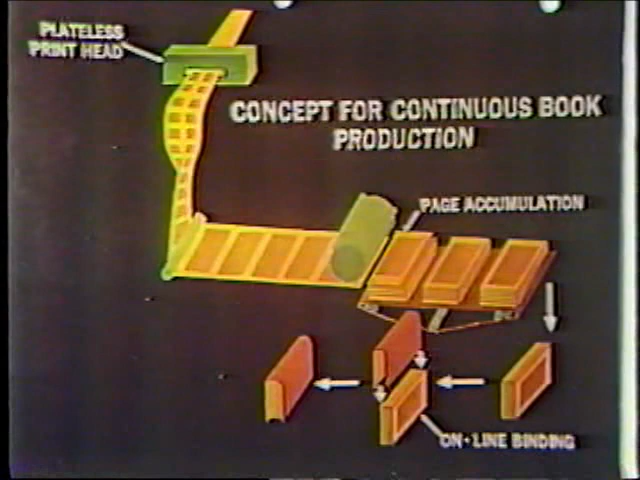 PLATELESS
PRINT HEAD
CONCEPT FOR CONTINUOUS BOOK
PRODUCTION
PAGE ACCUMULATION
ON-LINE BINDING